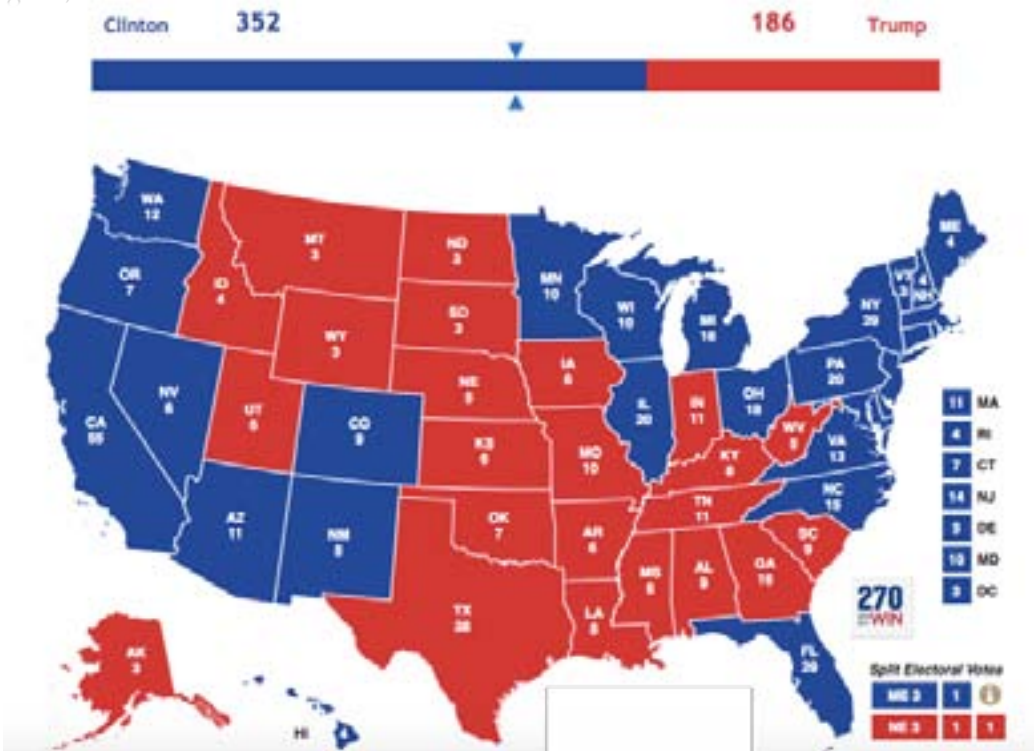 Clinton 352 186 Trump
WA
12
MT
3
ND
3
ME
4
OR
7
ID
4
MN
10
VT
3
4
NH
SD
3
WI
10
NY
29
WY
3
MI
16
IA
6
PA
20
NE
5
NV
6
UT
6
CO
9
IL
20
IN
11
OH
18
11 MA
CA
55
WV
5
4 RI
KS
6
MO
10
KY
8
VA
13
7 CT
NC
15
14 NJ
AZ
11
NM
5
OK
7
AR
6
TN
11
SC
9
3 DE
MS
6
AL
9
GA
16
10 MD
3 DC
TX
38
LA
8
270
WIN
AK
3
FL
29
Split Electoral Votes
ME 3 1
HI
4
NE 3 1 1